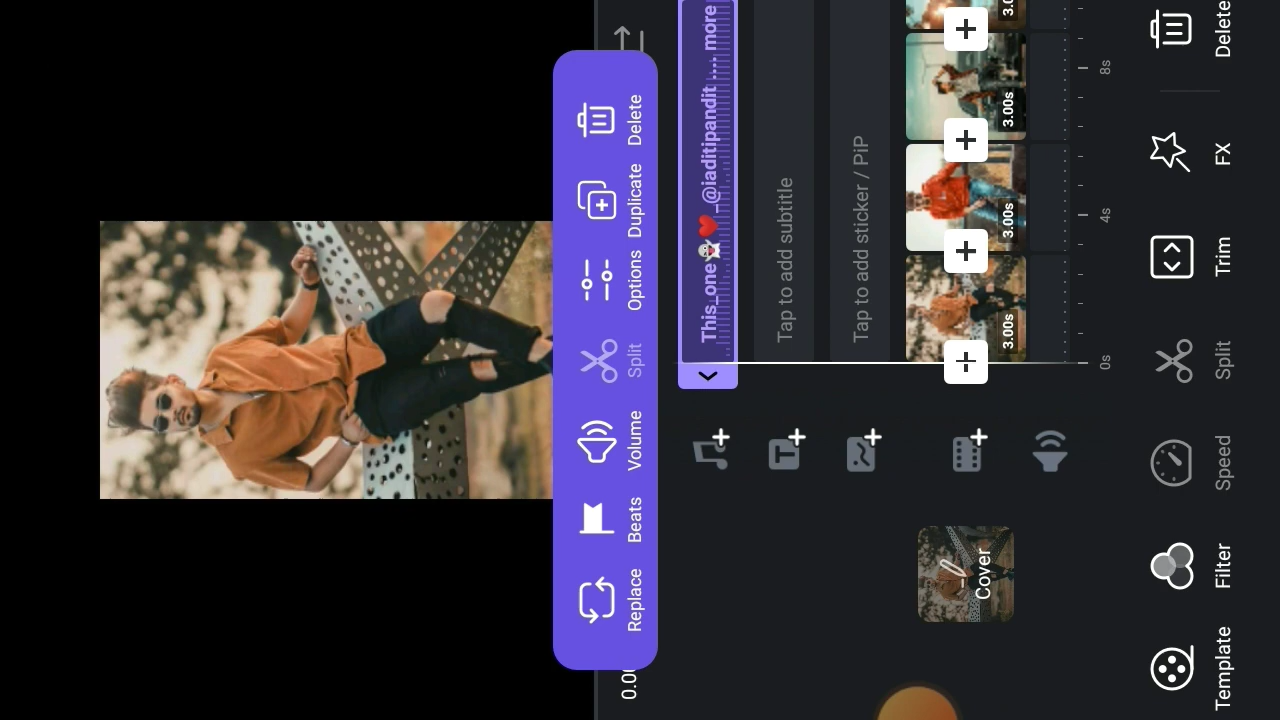 0.00
Replace
Beats
Volume
Split
Options
Duplicate
Delete
This_one👻❤️_@iaditipandit .... more
Tap to add subtitle
Tap to add sticker / PiP
Cover
3.00s
3.00s
3.00s
3.0
0s
4s
8s
Template
Filter
Speed
Split
Trim
FX
Delete